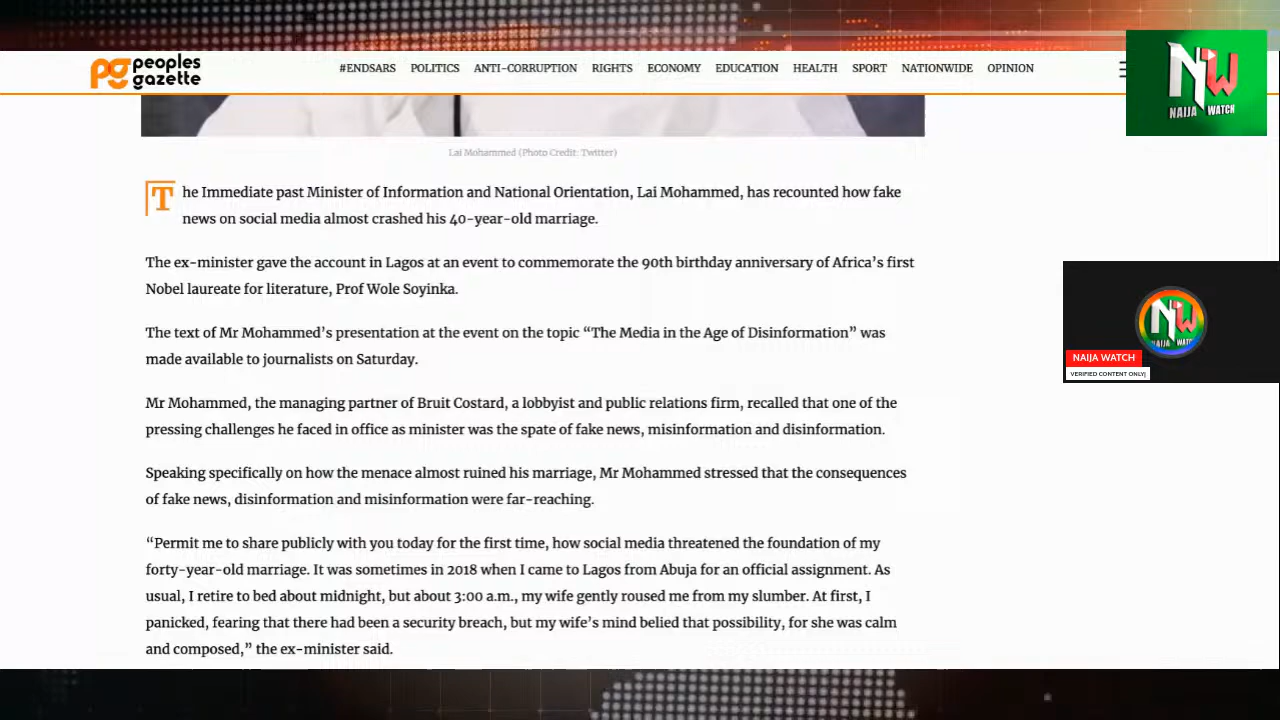 peoples gazette
#ENDSARS POLITICS ANTI-CORRUPTION RIGHTS ECONOMY EDUCATION HEALTH SPORT NATIONWIDE OPINION
NW
NAIJA WATCH
Lai Mohammed (Photo Credit: Twitter)
The Immediate past Minister of Information and National Orientation, Lai Mohammed, has recounted how fake
news on social media almost crashed his 40-year-old marriage.
The ex-minister gave the account in Lagos at an event to commemorate the 90th birthday anniversary of Africa’s first
Nobel laureate for literature, Prof Wole Soyinka.
The text of Mr Mohammed’s presentation at the event on the topic “The Media in the Age of Disinformation” was
made available to journalists on Saturday.
Mr Mohammed, the managing partner of Bruit Costard, a lobbyist and public relations firm, recalled that one of the
pressing challenges he faced in office as minister was the spate of fake news, misinformation and disinformation.
Speaking specifically on how the menace almost ruined his marriage, Mr Mohammed stressed that the consequences
of fake news, disinformation and misinformation were far-reaching.
“Permit me to share publicly with you today for the first time, how social media threatened the foundation of my
forty-year-old marriage. It was sometimes in 2018 when I came to Lagos from Abuja for an official assignment. As
usual, I retire to bed about midnight, but about 3:00 a.m., my wife gently roused me from my slumber. At first, I
panicked, fearing that there had been a security breach, but my wife’s mind belied that possibility, for she was calm
and composed,” the ex-minister said.
NW
NAIJA WATCH
NAIJA WATCH
VERIFIED CONTENT ONLY|